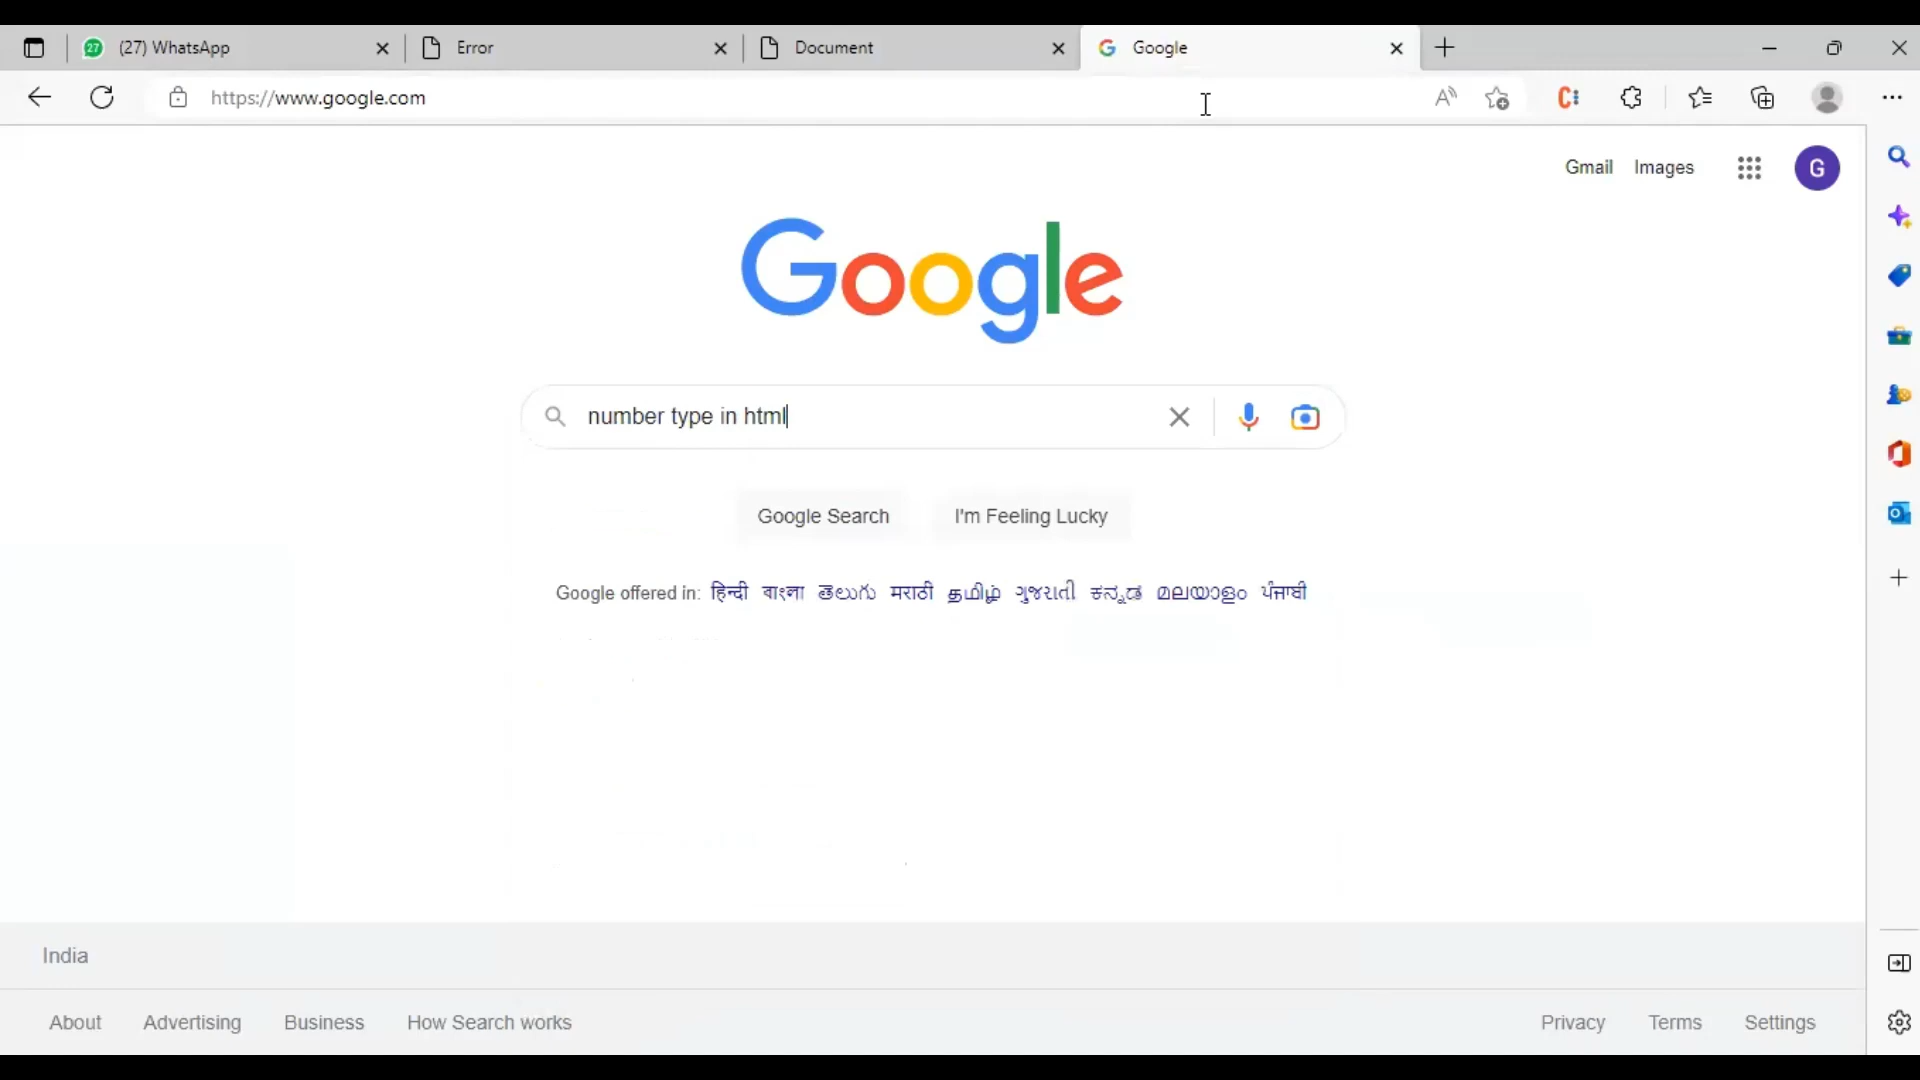 27 (27) WhatsApp Error Document Google
https://www.google.com
Gmail Images G
Google
number type in html
Google Search I'm Feeling Lucky
Google offered in: हिन्दी বাংলা తెలుగు मराठी தமிழ் ગુજરાતી ಕನ್ನಡ മലയാളം ਪੰਜਾਬੀ
India
About Advertising Business How Search works Privacy Terms Settings